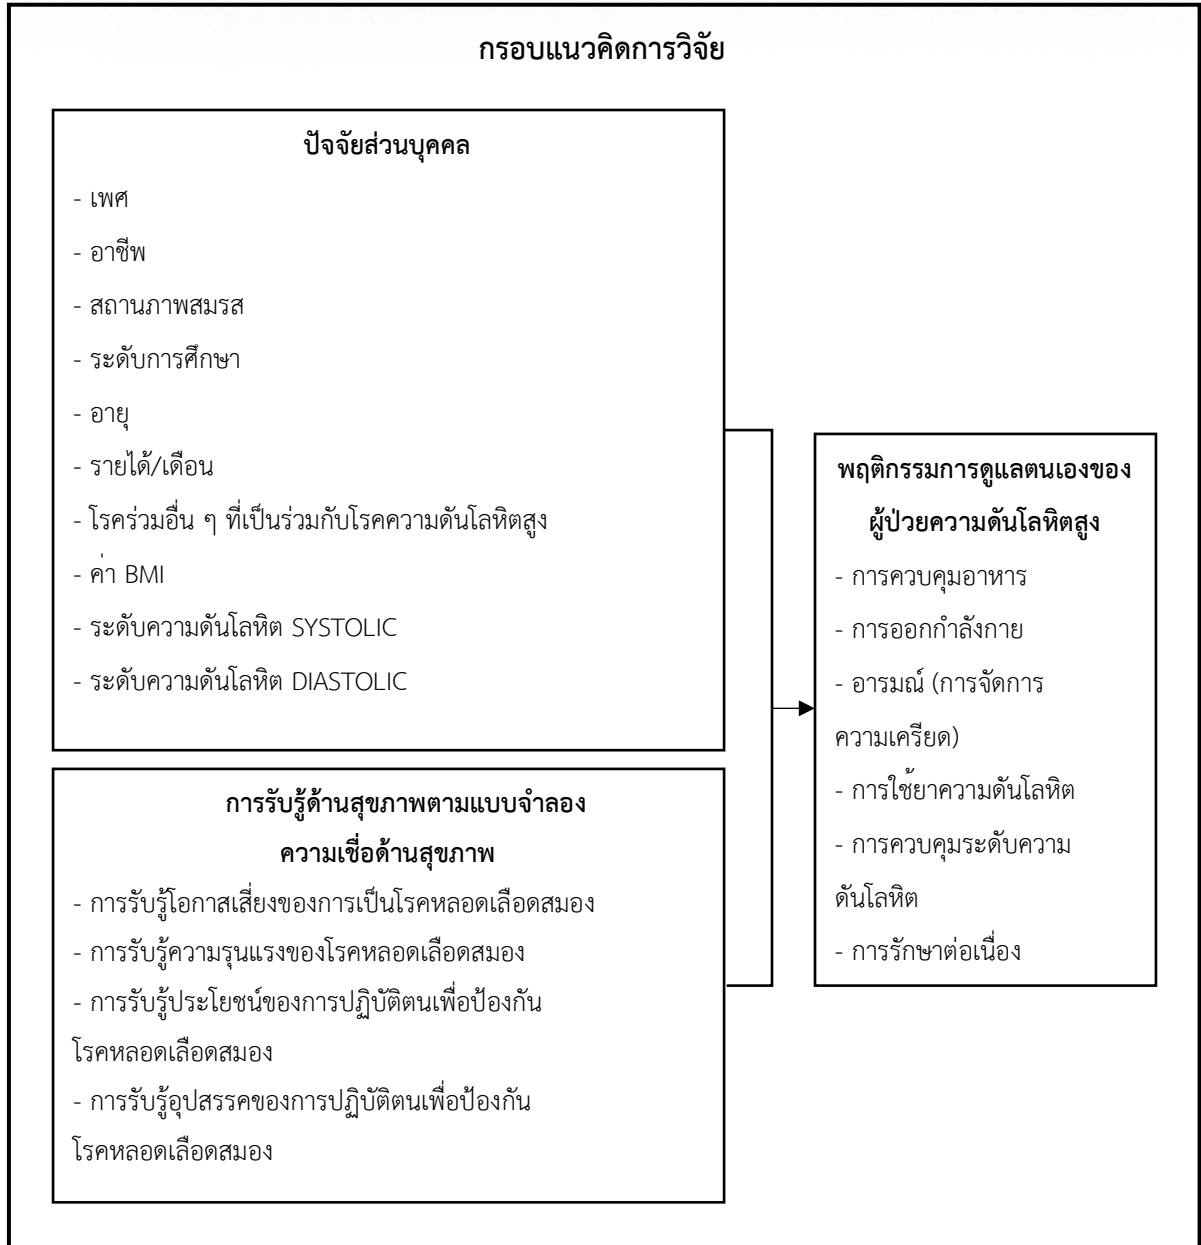 กรอบแนวคิดการวิจัย
ปัจจัยส่วนบุคคล
- เพศ
- อาชีพ
- สถานภาพสมรส
- ระดับการศึกษา
- อายุ
- รายได้/เดือน
- โรคร่วมอื่น ๆ ที่เป็นร่วมกับโรคความดันโลหิตสูง
- ค่า BMI
- ระดับความดันโลหิต SYSTOLIC
- ระดับความดันโลหิต DIASTOLIC
การรับรู้ด้านสุขภาพตามแบบจำลอง
ความเชื่อด้านสุขภาพ
- การรับรู้โอกาสเสี่ยงของการเป็นโรคหลอดเลือดสมอง
- การรับรู้ความรุนแรงของโรคหลอดเลือดสมอง
- การรับรู้ประโยชน์ของการปฏิบัติตนเพื่อป้องกัน
โรคหลอดเลือดสมอง
- การรับรู้อุปสรรคของการปฏิบัติตนเพื่อป้องกัน
โรคหลอดเลือดสมอง
พฤติกรรมการดูแลตนเองของ
ผู้ป่วยความดันโลหิตสูง
- การควบคุมอาหาร
- การออกกำลังกาย
- อารมณ์ (การจัดการ
ความเครียด)
- การใช้ยาความดันโลหิต
- การควบคุมระดับความ
ดันโลหิต
- การรักษาต่อเนื่อง